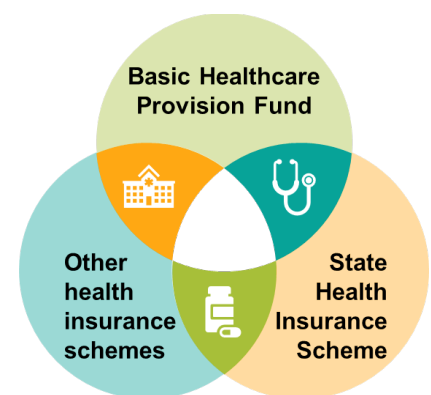 Basic Healthcare
Provision Fund
Other
health
insurance
schemes
State
Health
Insurance
Scheme